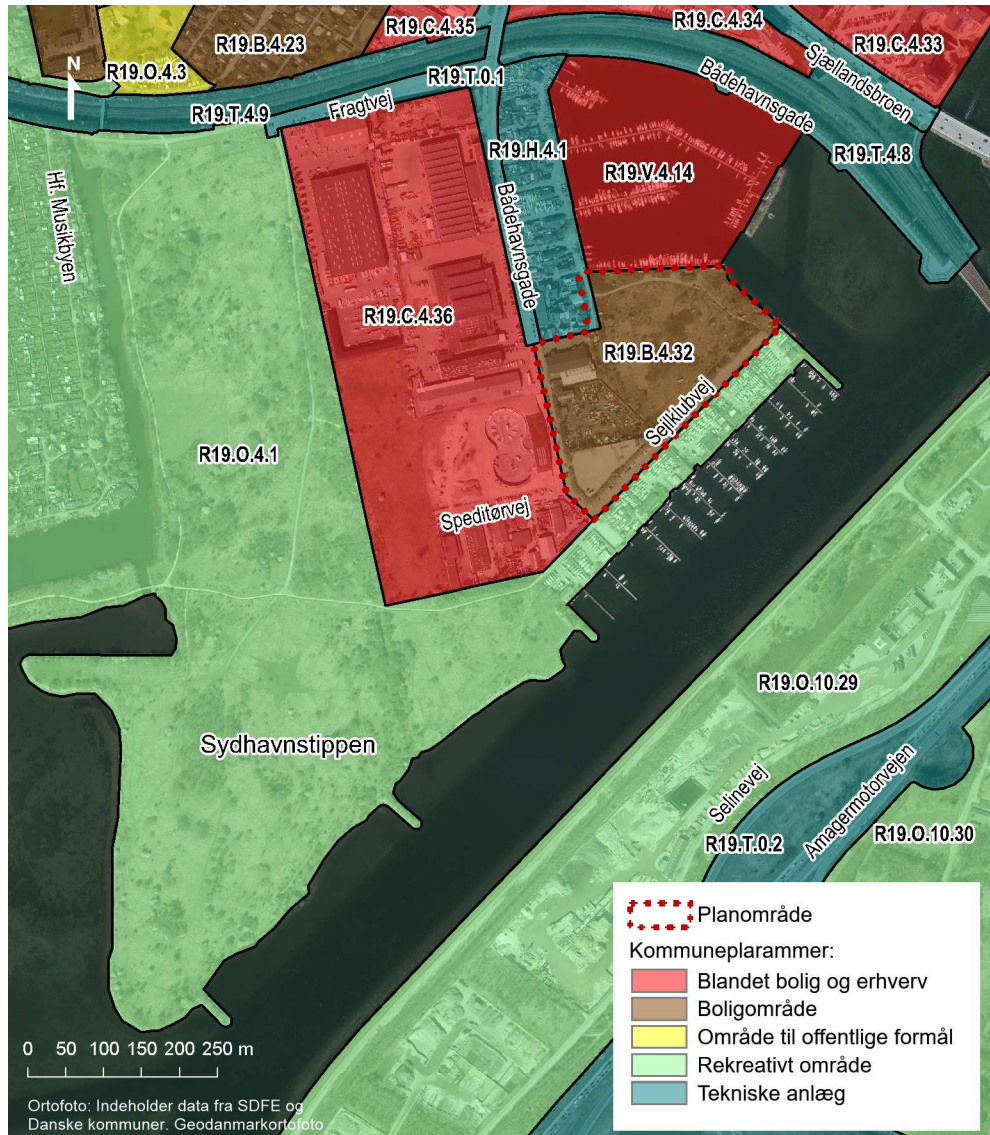 R19.C.4.35
R19.C.4.34
R19.B.4.23
R19.C.4.33
R19.O.4.3
N
R19.T.0.1
Sjællandsbroen
Bådehavnsgade
Fragtvej
R19.T.4.9
R19.H.4.1
R19.T.4.8
R19.V.4.14
Hf. Musikbyen
Bådehavnsgade
R19.C.4.36
R19.B.4.32
Sejlklubvej
R19.O.4.1
Speditørvej
R19.O.10.29
Sydhavnstippen
Selinevej
Amagermotorvejen
R19.T.0.2
R19.O.10.30
Planområde
Kommuneplarammer:
Blandet bolig og erhverv
Boligområde
Område til offentlige formål
Rekreativt område
Tekniske anlæg
0 50 100 150 200 250 m
Ortofoto: Indeholder data fra SDFE og
Danske kommuner. Geodanmarkortofoto